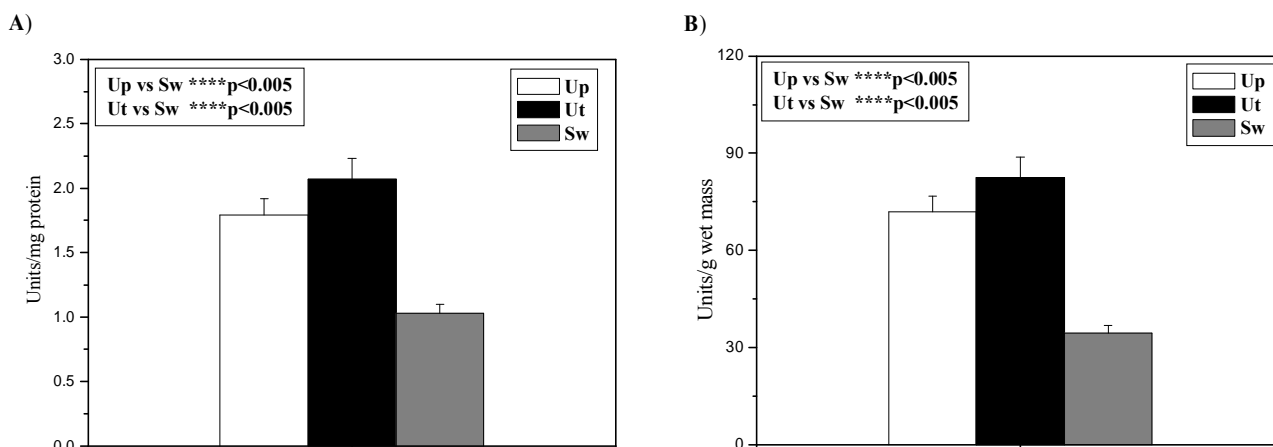 A)
3.0
Up vs Sw ****p<0.005
Ut vs Sw ****p<0.005
Up
Ut
Sw
2.5
2.0
1.5
1.0
0.5
0.0
Units/mg protein
B)
120
Up vs Sw ****p<0.005
Ut vs Sw ****p<0.005
Up
Ut
Sw
90
60
30
0
Units/g wet mass